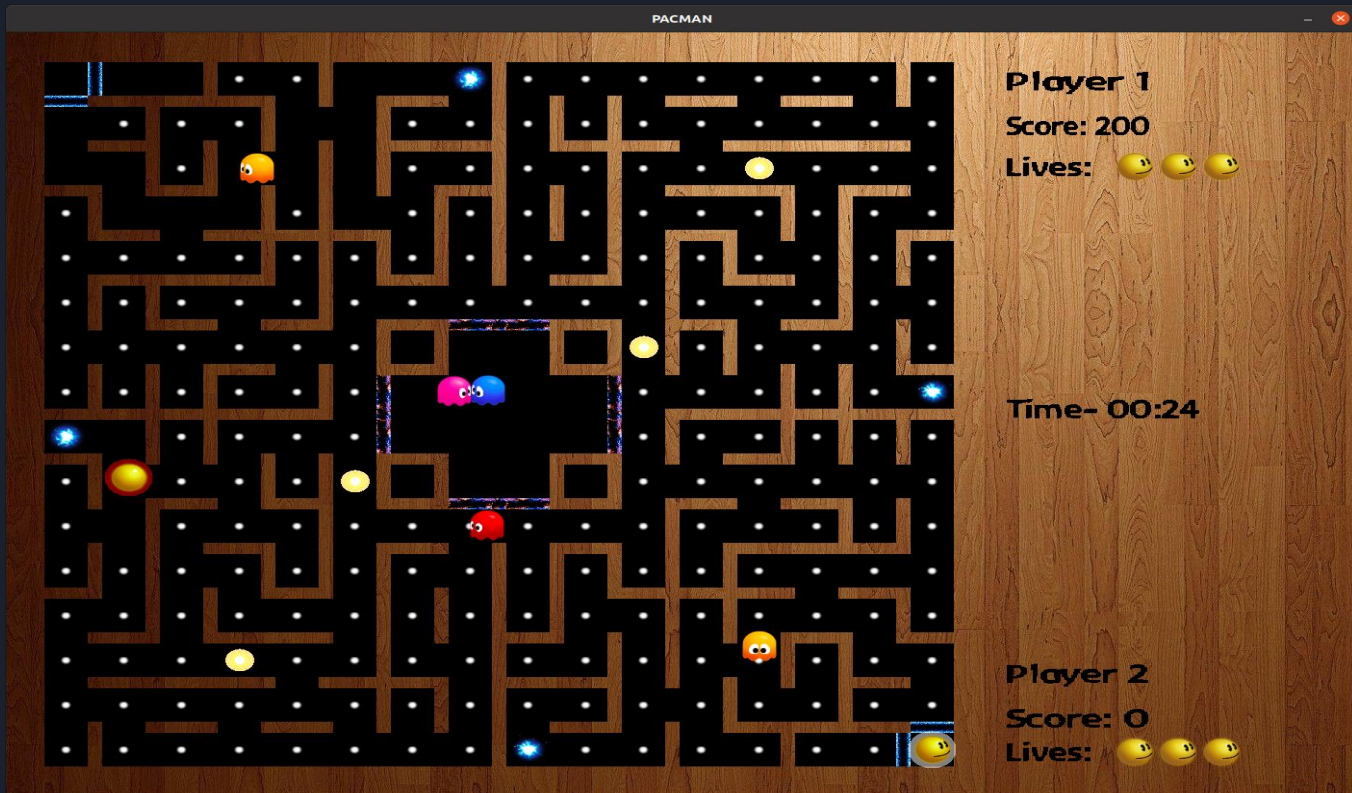 PACMAN
Player 1
Score: 200
Lives:
Time- 00:24
Player 2
Score: 0
Lives: